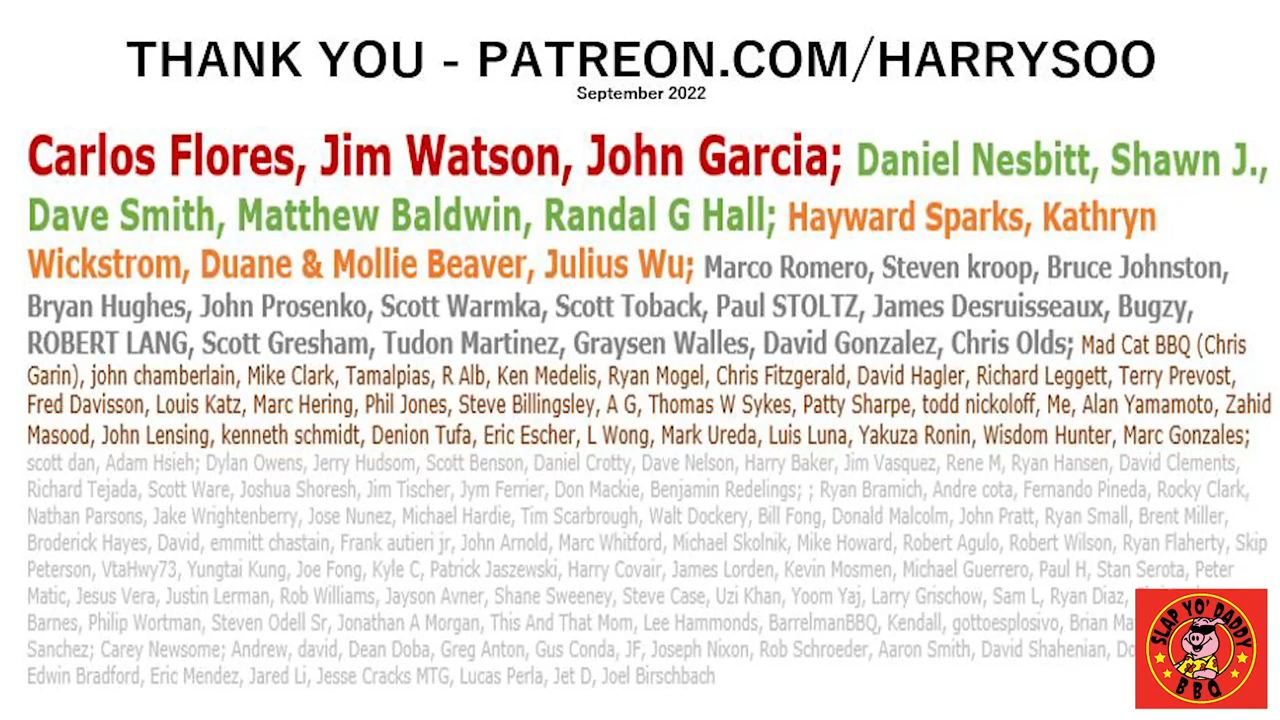 THANK YOU - PATREON.COM/HARRYSOO
September 2022
Carlos Flores, Jim Watson, John Garcia; Daniel Nesbitt, Shawn J.,
Dave Smith, Matthew Baldwin, Randal G Hall; Hayward Sparks, Kathryn
Wickstrom, Duane & Mollie Beaver, Julius Wu; Marco Romero, Steven kroop, Bruce Johnston,
Bryan Hughes, John Prosenko, Scott Warmka, Scott Toback, Paul STOLTZ, James Desruisseaux, Bugzy,
ROBERT LANG, Scott Gresham, Tudon Martinez, Graysen Walles, David Gonzalez, Chris Olds; Mad Cat BBQ (Chris
Garin), john chamberlain, Mike Clark, Tamalpias, R Alb, Ken Medelis, Ryan Mogel, Chris Fitzgerald, David Hagler, Richard Leggett, Terry Prevost,
Fred Davisson, Louis Katz, Marc Hering, Phil Jones, Steve Billingsley, A G, Thomas W Sykes, Patty Sharpe, todd nickoloff, Me, Alan Yamamoto, Zahid
Masood, John Lensing, kenneth schmidt, Denion Tufa, Eric Escher, L Wong, Mark Ureda, Luis Luna, Yakuza Ronin, Wisdom Hunter, Marc Gonzales;
scott dan, Adam Hsieh; Dylan Owens, Jerry Hudsom, Scott Benson, Daniel Crotty, Dave Nelson, Harry Baker, Jim Vasquez, Rene M, Ryan Hansen, David Clements,
Richard Tejada, Scott Ware, Joshua Shoresh, Jim Tischer, Jym Ferrier, Don Mackie, Benjamin Redelings; ; Ryan Bramich, Andre cota, Fernando Pineda, Rocky Clark,
Nathan Parsons, Jake Wrightenberry, Jose Nunez, Michael Hardie, Tim Scarbrough, Walt Dockery, Bill Fong, Donald Malcolm, John Pratt, Ryan Small, Brent Miller,
Broderick Hayes, David, emmitt chastain, Frank autieri jr, John Arnold, Marc Whitford, Michael Skolnik, Mike Howard, Robert Agulo, Robert Wilson, Ryan Flaherty, Skip
Peterson, VtaHwy73, Yungtai Kung, Joe Fong, Kyle C, Patrick Jaszewski, Harry Covair, James Lorden, Kevin Mosmen, Michael Guerrero, Paul H, Stan Serota, Peter
Matic, Jesus Vera, Justin Lerman, Rob Williams, Jayson Avner, Shane Sweeney, Steve Case, Uzi Khan, Yoom Yaj, Larry Grischow, Sam L, Ryan Diaz,
Barnes, Philip Wortman, Steven Odell Sr, Jonathan A Morgan, Ths And That Mom, Lee Hammonds, BarrelmanBBQ, Kendall, gottoesplosivo, Brian
Sanchez; Carey Newsome; Andrew, david, Dean Doba, Greg Armin, Sus Conda, JF, Joseph Nixon, Rob Schroeder, Aaron Smith, David Shahenian,
Edwin Bradford, Eric Mendez, Jared Li, Jesse Cracks MTG, Lucas Perla, Jet D, Joel Birschbach
SLAP YO' DADDY
BBQ